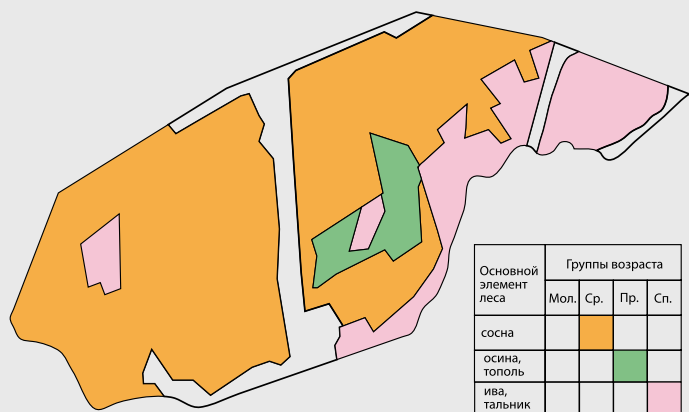 Основной элемент леса
Группы возраста
Мол. Ср. Пр. Сп.
сосна
осина,
тополь
ива,
тальник